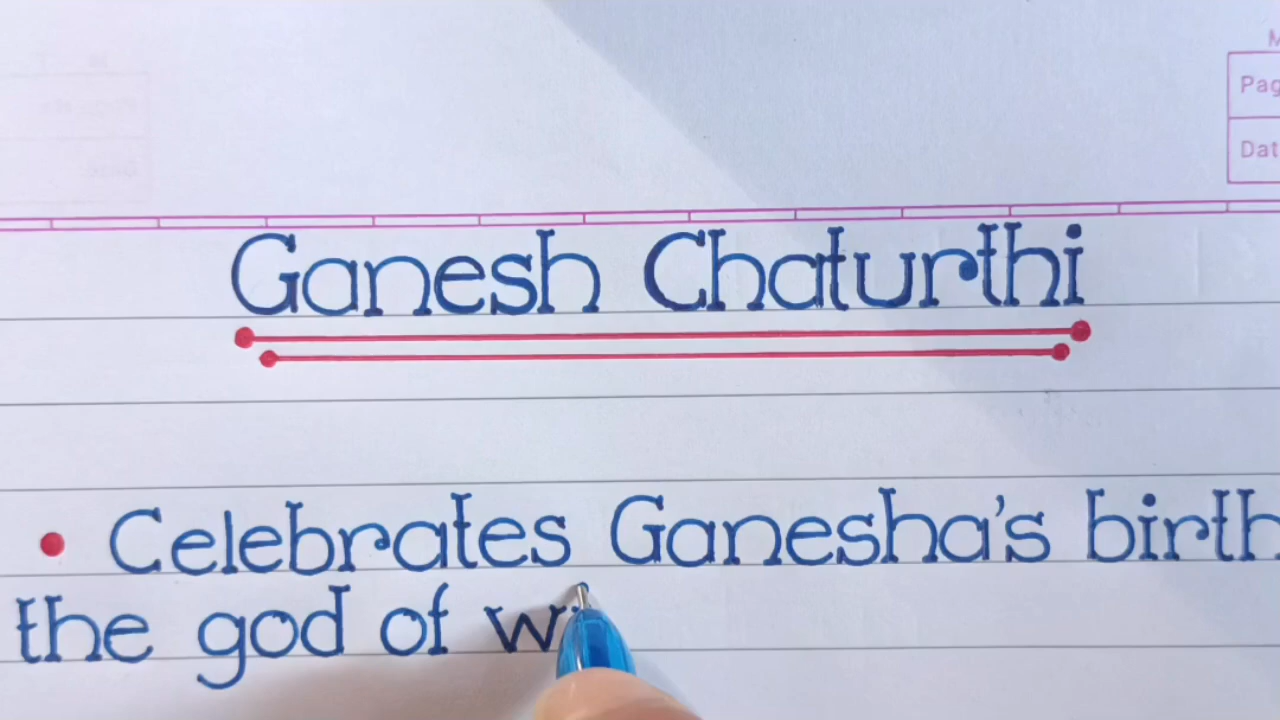 Ganesh Chaturthi
• Celebrates Ganesha's birth
the god of